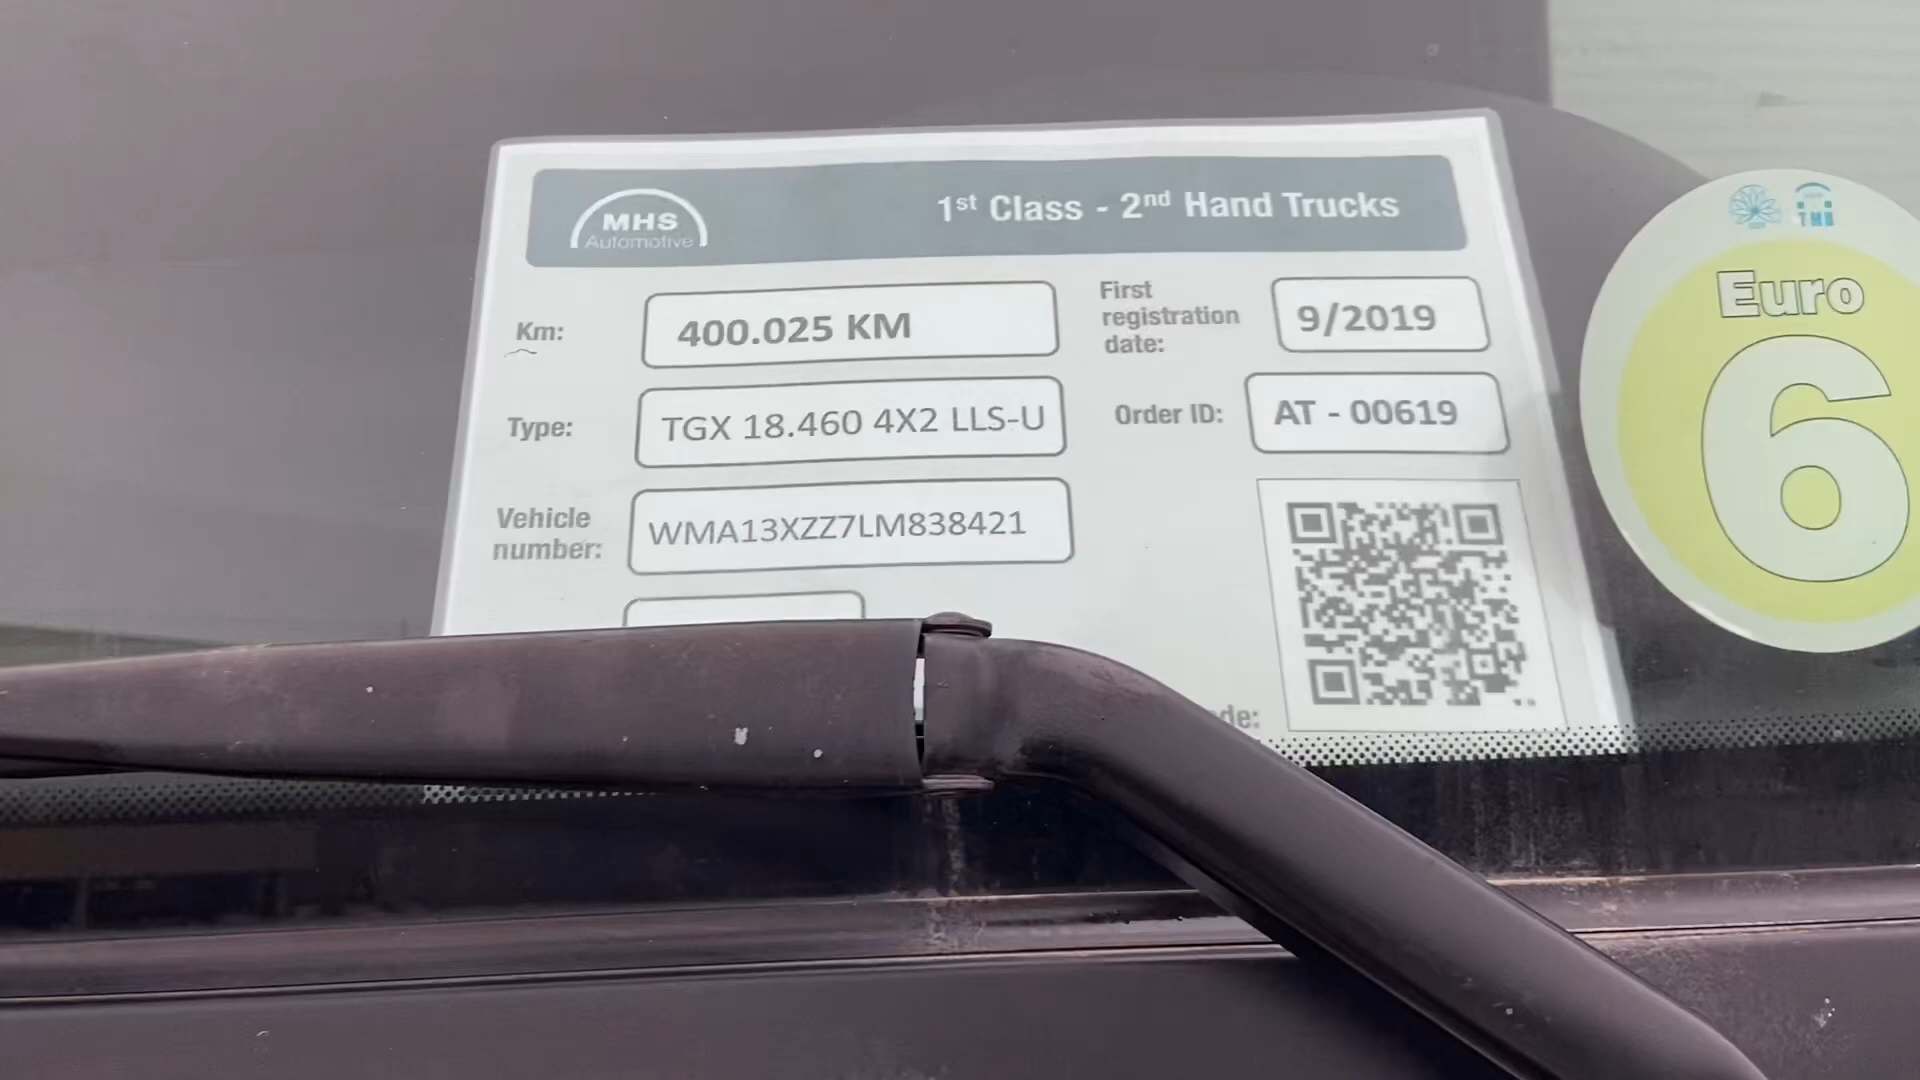 MHS
Automotive
1st Class - 2nd Hand Trucks
Km: 400.025 KM
First registration date: 9/2019
Type: TGX 18.460 4X2 LLS-U
Order ID: AT - 00619
Vehicle number: WMA13XZZ7LM838421
Euro
6